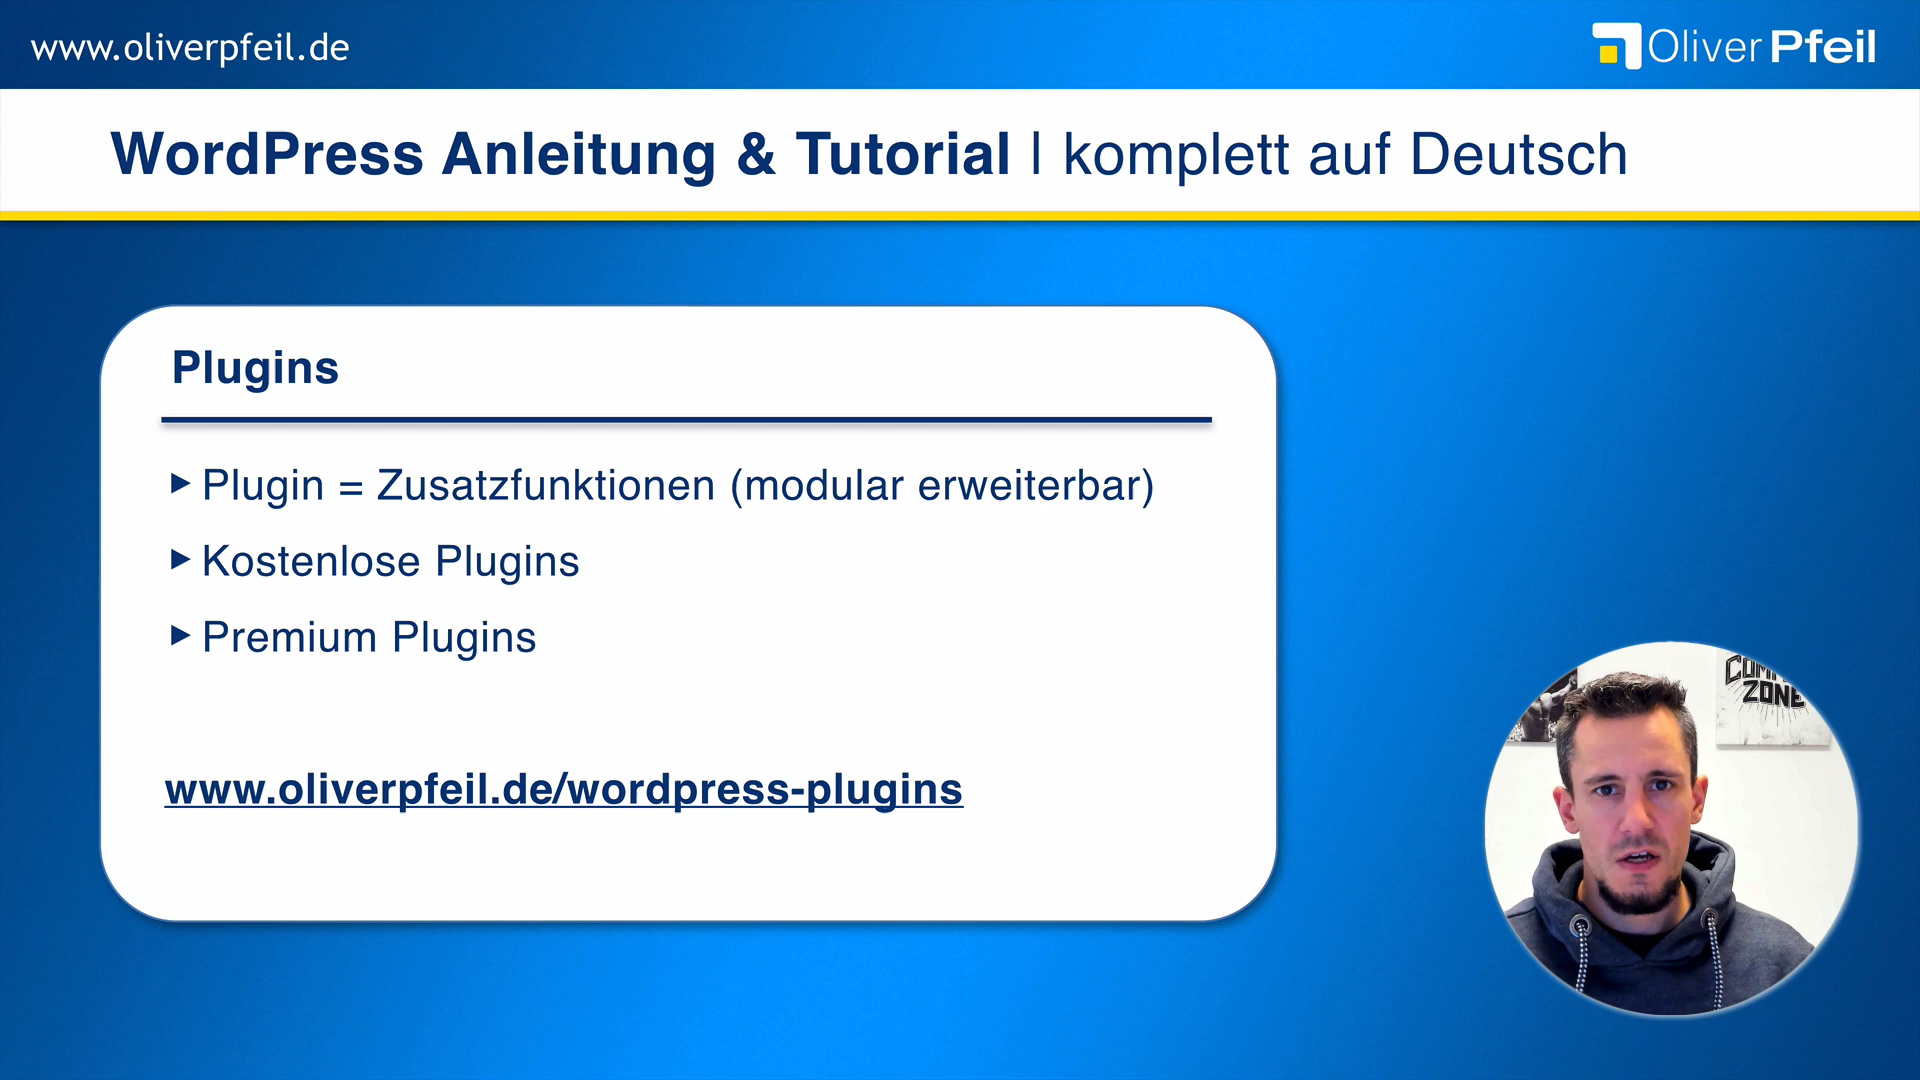 www.oliverpfeil.de
Oliver Pfeil
WordPress Anleitung & Tutorial | komplett auf Deutsch
Plugins
▸ Plugin = Zusatzfunktionen (modular erweiterbar)
▸ Kostenlose Plugins
▸ Premium Plugins
www.oliverpfeil.de/wordpress-plugins
ZONE